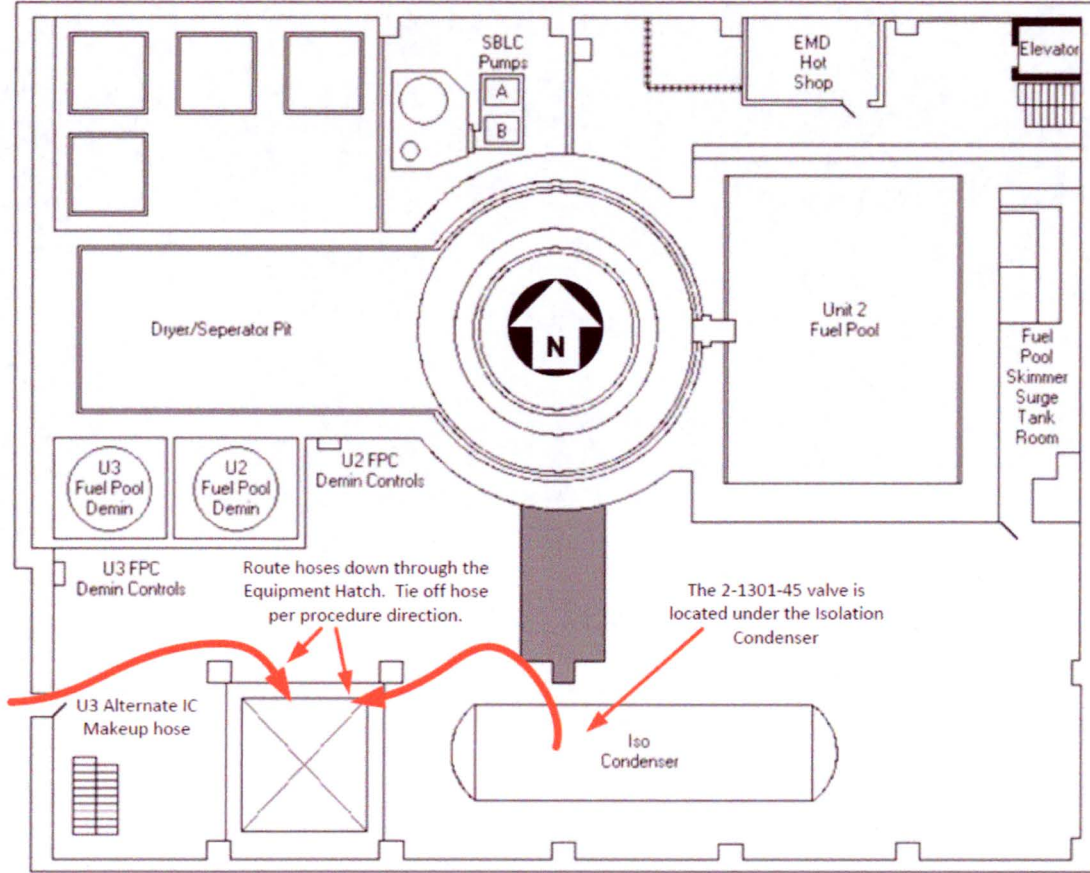 SBLC
Pumps
A
B
EMD
Hot
Shop
Elevator
Dryer/Seperator Pit
N
Unit 2
Fuel Pool
Fuel
Pool
Skimmer
Surge
Tank
Room
U3
Fuel Pool
Demin
U2
Fuel Pool
Demin
U2 FPC
Demin Controls
U3 FPC
Demin Controls
Route hoses down through the
Equipment Hatch. Tie off hose
per procedure direction.
The 2-1301-45 valve is
located under the Isolation
Condenser
U3 Alternate IC
Makeup hose
Iso
Condenser